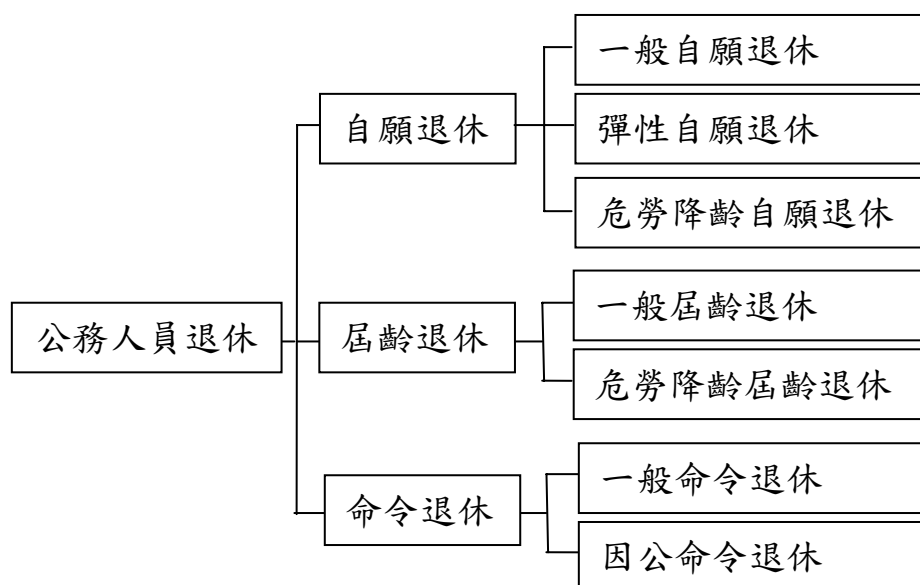 公務人員退休
自願退休
一般自願退休
彈性自願退休
危勞降齡自願退休
屆齡退休
一般屆齡退休
危勞降齡屆齡退休
命令退休
一般命令退休
因公命令退休